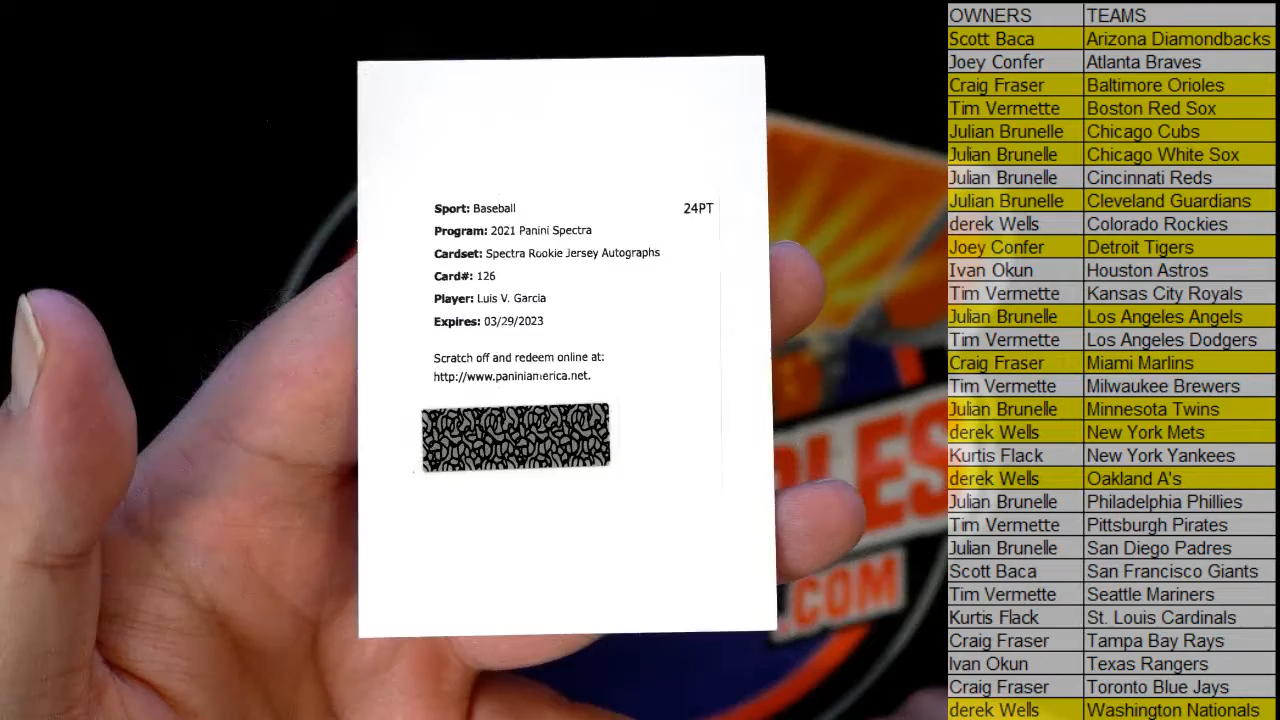 Sport: Baseball 24PT
Program: 2021 Panini Spectra
Cardset: Spectra Rookie Jersey Autographs
Card#: 126
Player: Luis V. Garcia
Expires: 03/29/2023
Scratch off and redeem online at:
http://www.paniniamerica.net.
.COM
OWNERS TEAMS
Scott Baca Arizona Diamondbacks
Joey Confer Atlanta Braves
Craig Fraser Baltimore Orioles
Tim Vermette Boston Red Sox
Julian Brunelle Chicago Cubs
Julian Brunelle Chicago White Sox
Julian Brunelle Cincinnati Reds
Julian Brunelle Cleveland Guardians
derek Wells Colorado Rockies
Joey Confer Detroit Tigers
Ivan Okun Houston Astros
Tim Vermette Kansas City Royals
Julian Brunelle Los Angeles Angels
Tim Vermette Los Angeles Dodgers
Craig Fraser Miami Marlins
Tim Vermette Milwaukee Brewers
Julian Brunelle Minnesota Twins
derek Wells New York Mets
Kurtis Flack New York Yankees
derek Wells Oakland A's
Julian Brunelle Philadelphia Phillies
Tim Vermette Pittsburgh Pirates
Julian Brunelle San Diego Padres
Scott Baca San Francisco Giants
Tim Vermette Seattle Mariners
Kurtis Flack St. Louis Cardinals
Craig Fraser Tampa Bay Rays
Ivan Okun Texas Rangers
Craig Fraser Toronto Blue Jays
derek Wells Washington Nationals